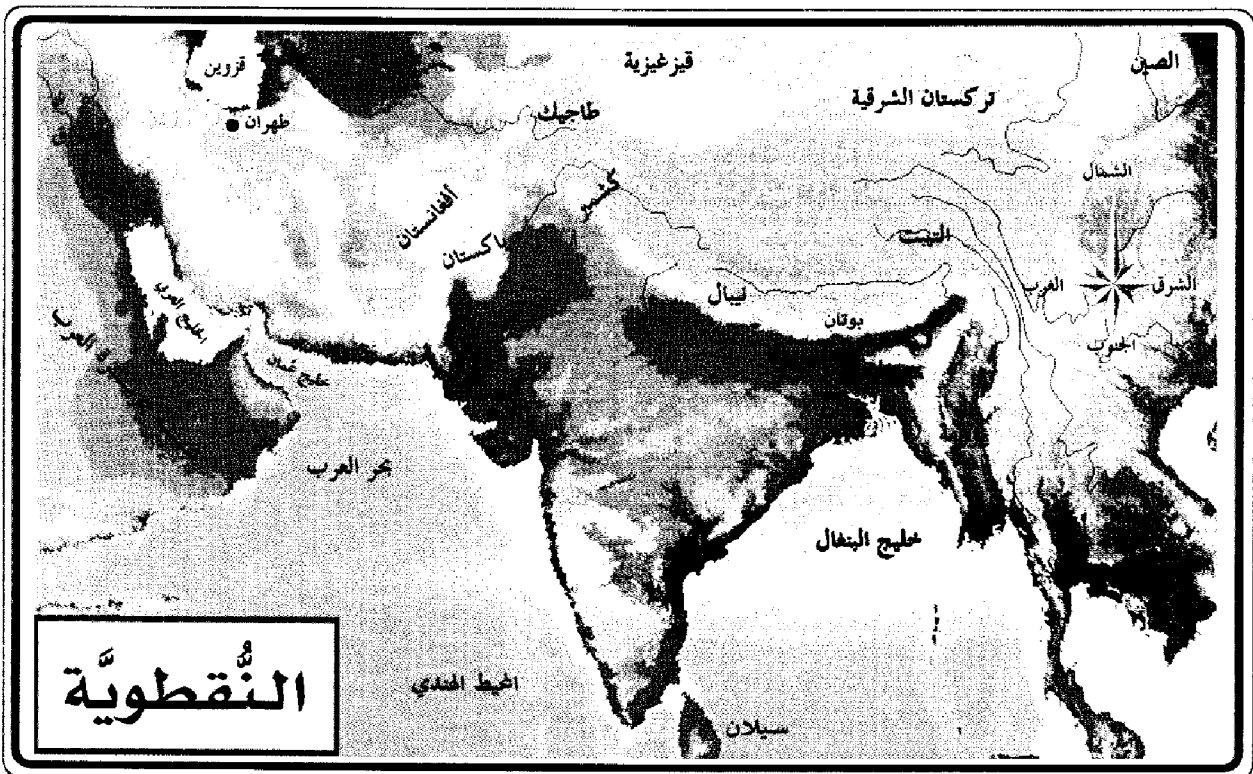 قزوين
طهران
قيزغيزية
الصين
تركستان الشرقية
طاجيك
الشمال
كشمير
أفغانستان
باكستان
التبت
الغرب
الشرق
نيبال
بوتان
الجنوب
الخليج العربي
خليج عُمان
بحر العرب
خليج البنغال
المحيط الهندي
سيلان
النُّقطويَّة